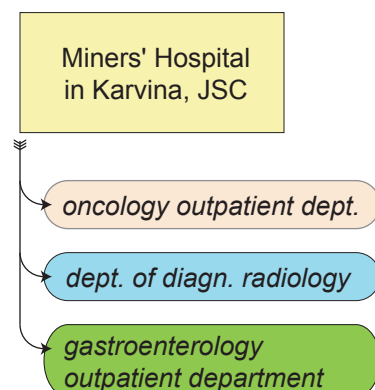 Miners' Hospital
in Karvina, JSC
oncology outpatient dept.
dept. of diagn. radiology
gastroenterology
outpatient department